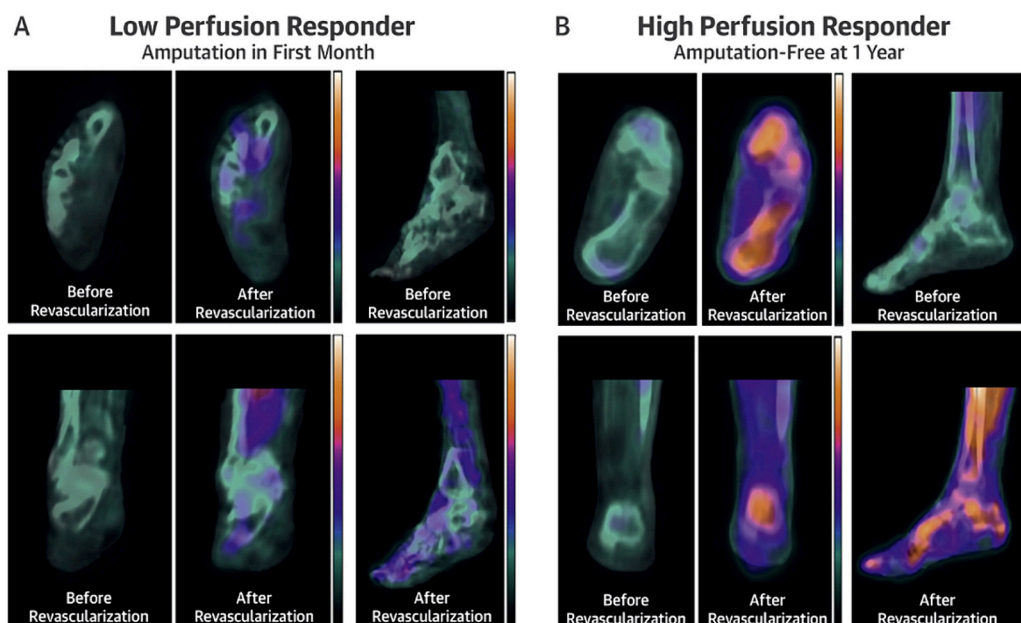 A
Low Perfusion Responder
Amputation in First Month
Before
Revascularization
After
Revascularization
Before
Revascularization
Before
Revascularization
After
Revascularization
After
Revascularization
B
High Perfusion Responder
Amputation-Free at 1 Year
Before
Revascularization
After
Revascularization
Before
Revascularization
Before
Revascularization
After
Revascularization
After
Revascularization